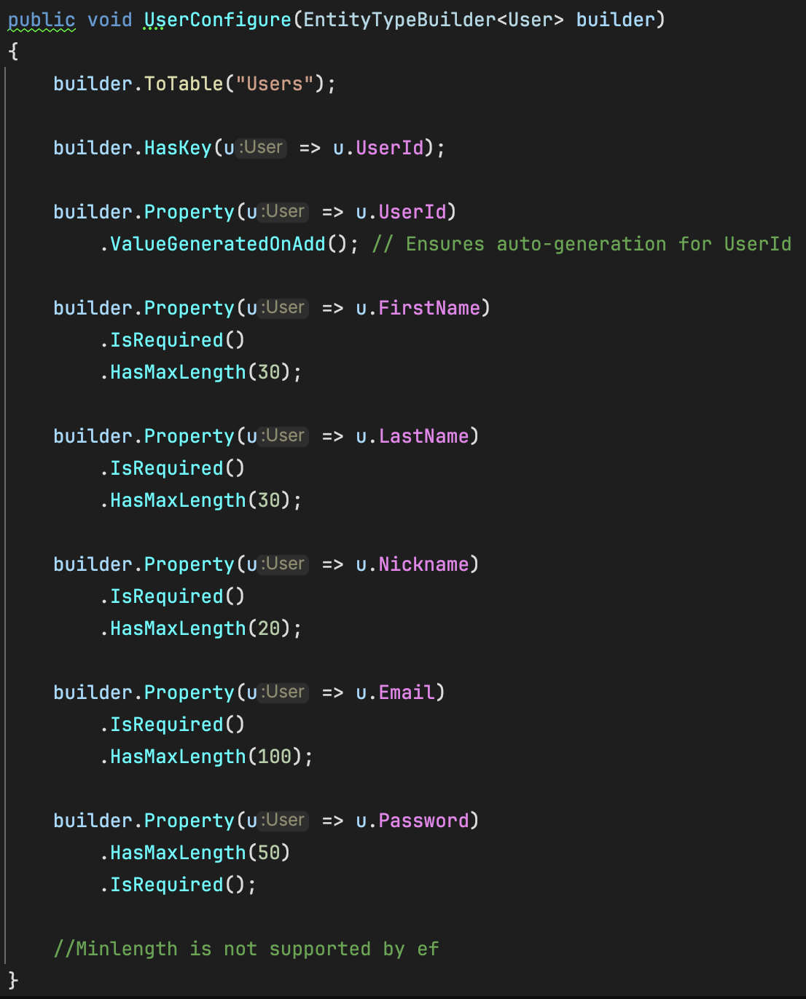 public void UserConfigure(EntityTypeBuilder<User> builder)
{
builder.ToTable("Users");
builder.HasKey(u :User => u.UserId);
builder.Property(u :User => u.UserId)
.ValueGeneratedOnAdd(); // Ensures auto-generation for UserId
builder.Property(u :User => u.FirstName)
.IsRequired()
.HasMaxLength(30);
builder.Property(u :User => u.LastName)
.IsRequired()
.HasMaxLength(30);
builder.Property(u :User => u.Nickname)
.IsRequired()
.HasMaxLength(20);
builder.Property(u :User => u.Email)
.IsRequired()
.HasMaxLength(100);
builder.Property(u :User => u.Password)
.HasMaxLength(50)
.IsRequired();
//Minlength is not supported by ef
}